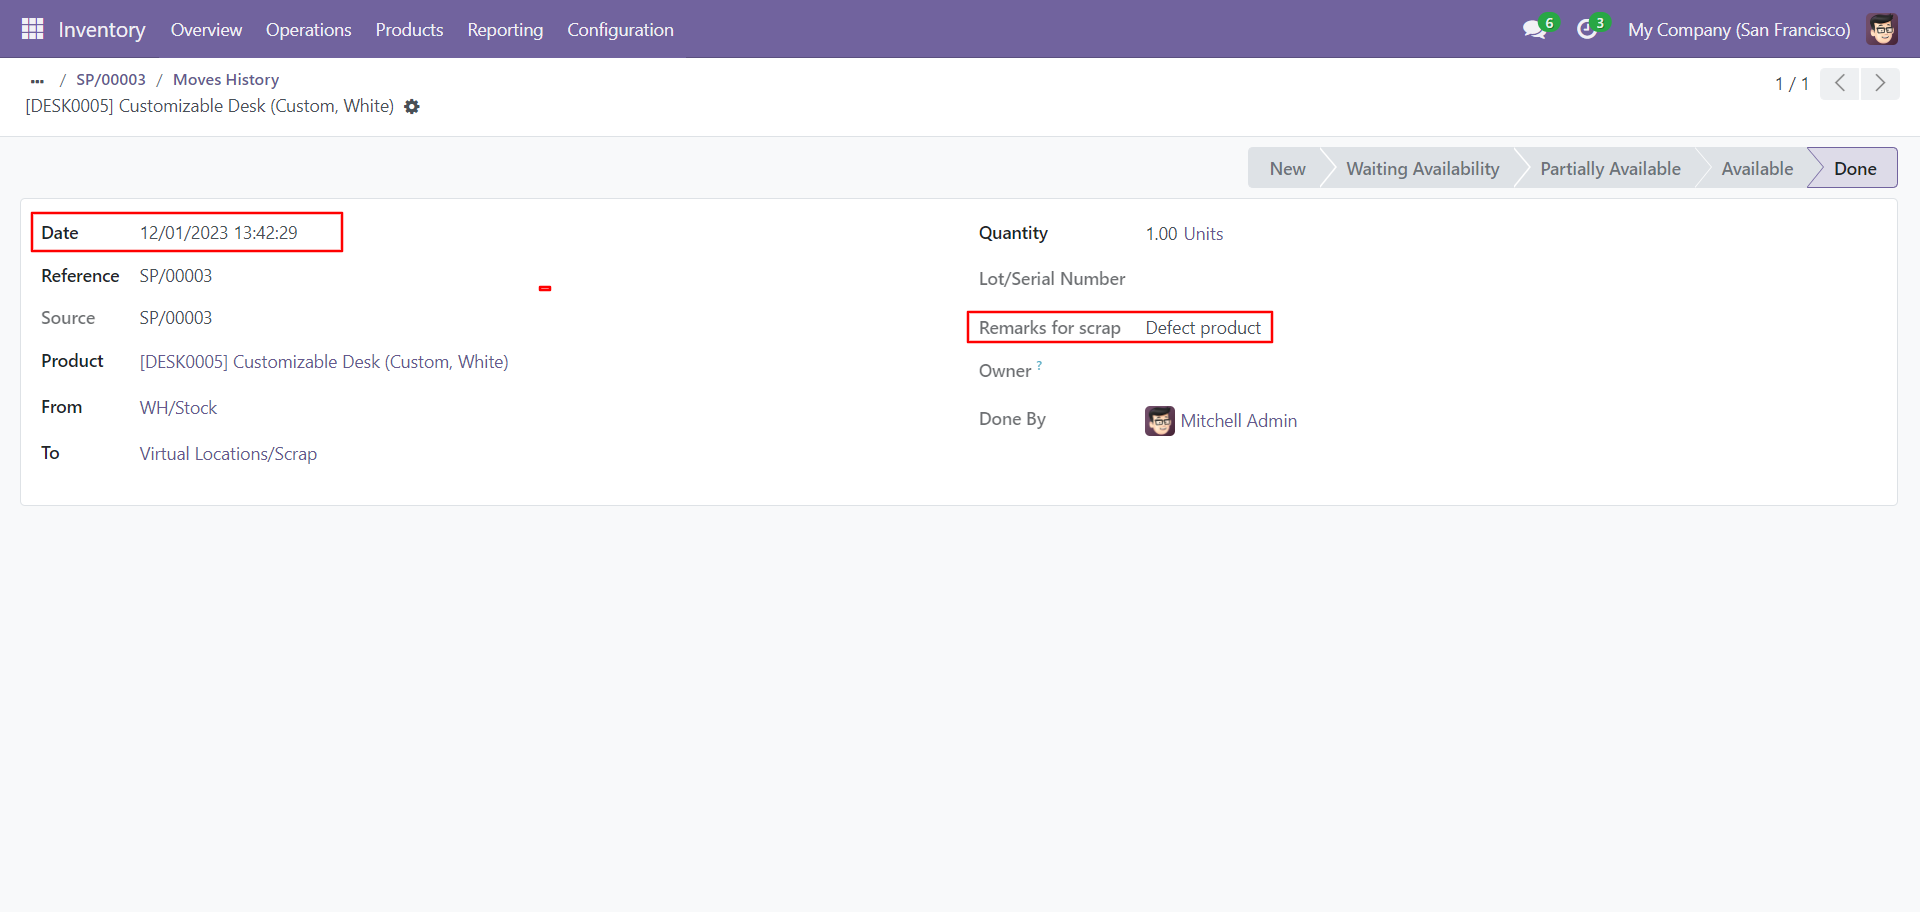 Inventory Overview Operations Products Reporting Configuration 6 3 My Company (San Francisco)
... / SP/00003 / Moves History
[DESK0005] Customizable Desk (Custom, White)
1 / 1
New Waiting Availability Partially Available Available Done
Date 12/01/2023 13:42:29
Reference SP/00003
Source SP/00003
Product [DESK0005] Customizable Desk (Custom, White)
From WH/Stock
To Virtual Locations/Scrap
Quantity 1.00 Units
Lot/Serial Number
Remarks for scrap Defect product
Owner ?
Done By Mitchell Admin